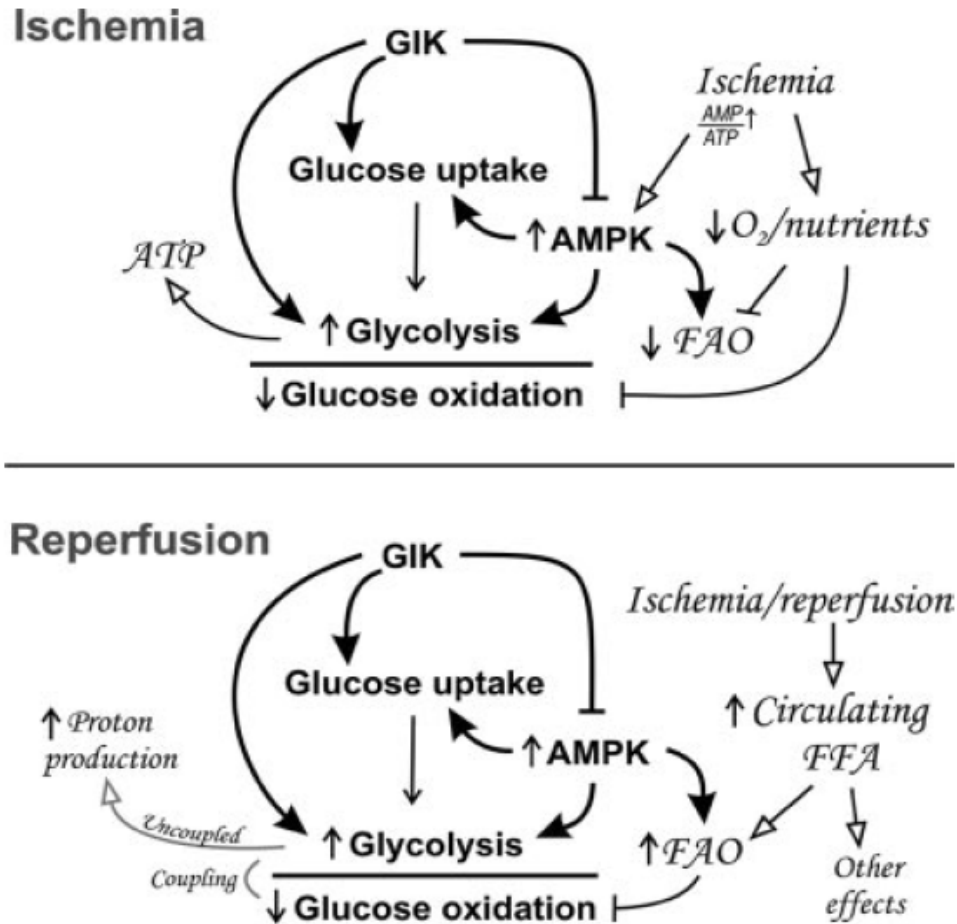 Ischemia
GIK
Ischemia
AMP
ATP ↑
Glucose uptake
↑ AMPK
↓ O₂/nutrients
ATP
↑ Glycolysis
↓ FAO
↓ Glucose oxidation
Reperfusion
GIK
Ischemia/reperfusion
Glucose uptake
↑ Circulating
FFA
↑ Proton
production
↑ AMPK
Uncoupled
↑ Glycolysis
↑ FAO
Coupling
Other
effects
↓ Glucose oxidation